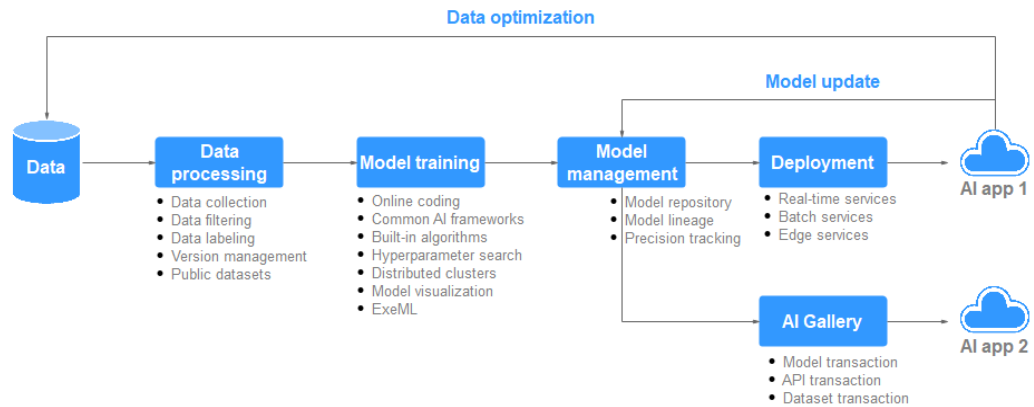 Data optimization
Model update
Data
Data
processing
Model training
Model
management
Deployment
AI app 1
• Data collection
• Data filtering
• Data labeling
• Version management
• Public datasets
• Online coding
• Common AI frameworks
• Built-in algorithms
• Hyperparameter search
• Distributed clusters
• Model visualization
• ExeML
• Model repository
• Model lineage
• Precision tracking
• Real-time services
• Batch services
• Edge services
AI Gallery
AI app 2
• Model transaction
• API transaction
• Dataset transaction